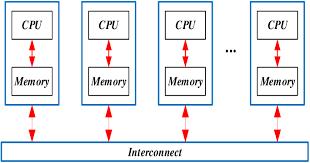 CPU CPU CPU CPU
...
Memory Memory Memory Memory
Interconnect